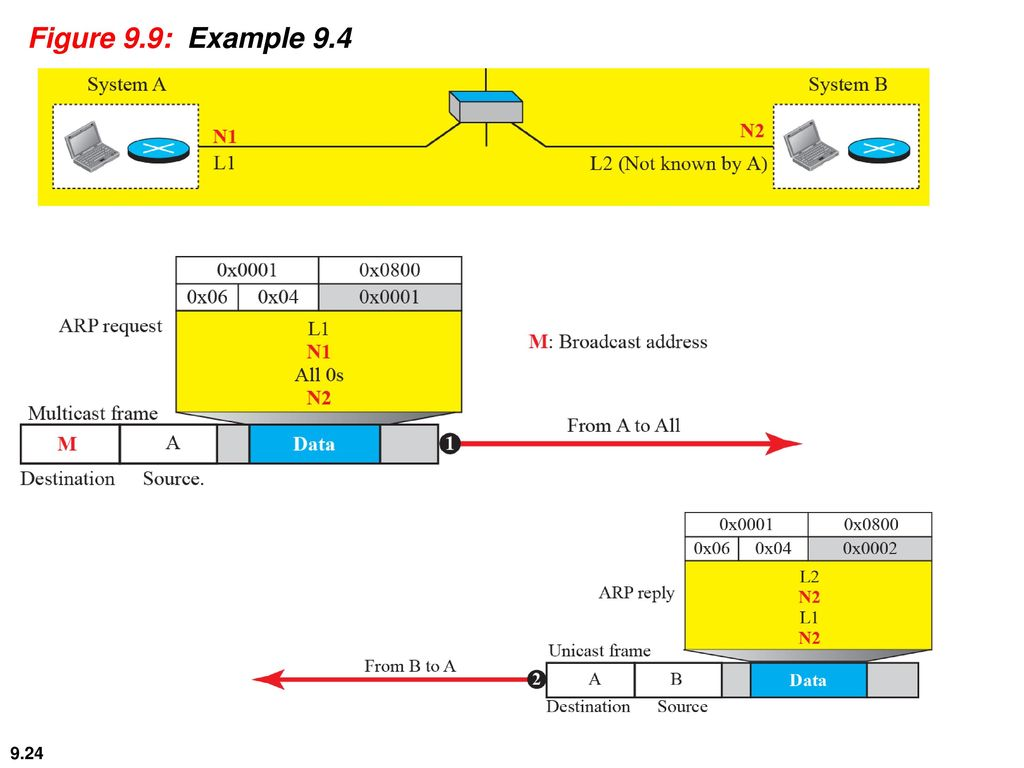 Figure 9.9: Example 9.4
System A
System B
N1
L1
N2
L2 (Not known by A)
0x0001 0x0800
0x06 0x04 0x0001
ARP request
L1
N1
All 0s
N2
M: Broadcast address
Multicast frame
M A Data 1
From A to All
Destination Source.
0x0001 0x0800
0x06 0x04 0x0002
ARP reply
L2
N2
L1
N2
Unicast frame
From B to A
2 A B Data
Destination Source
9.24